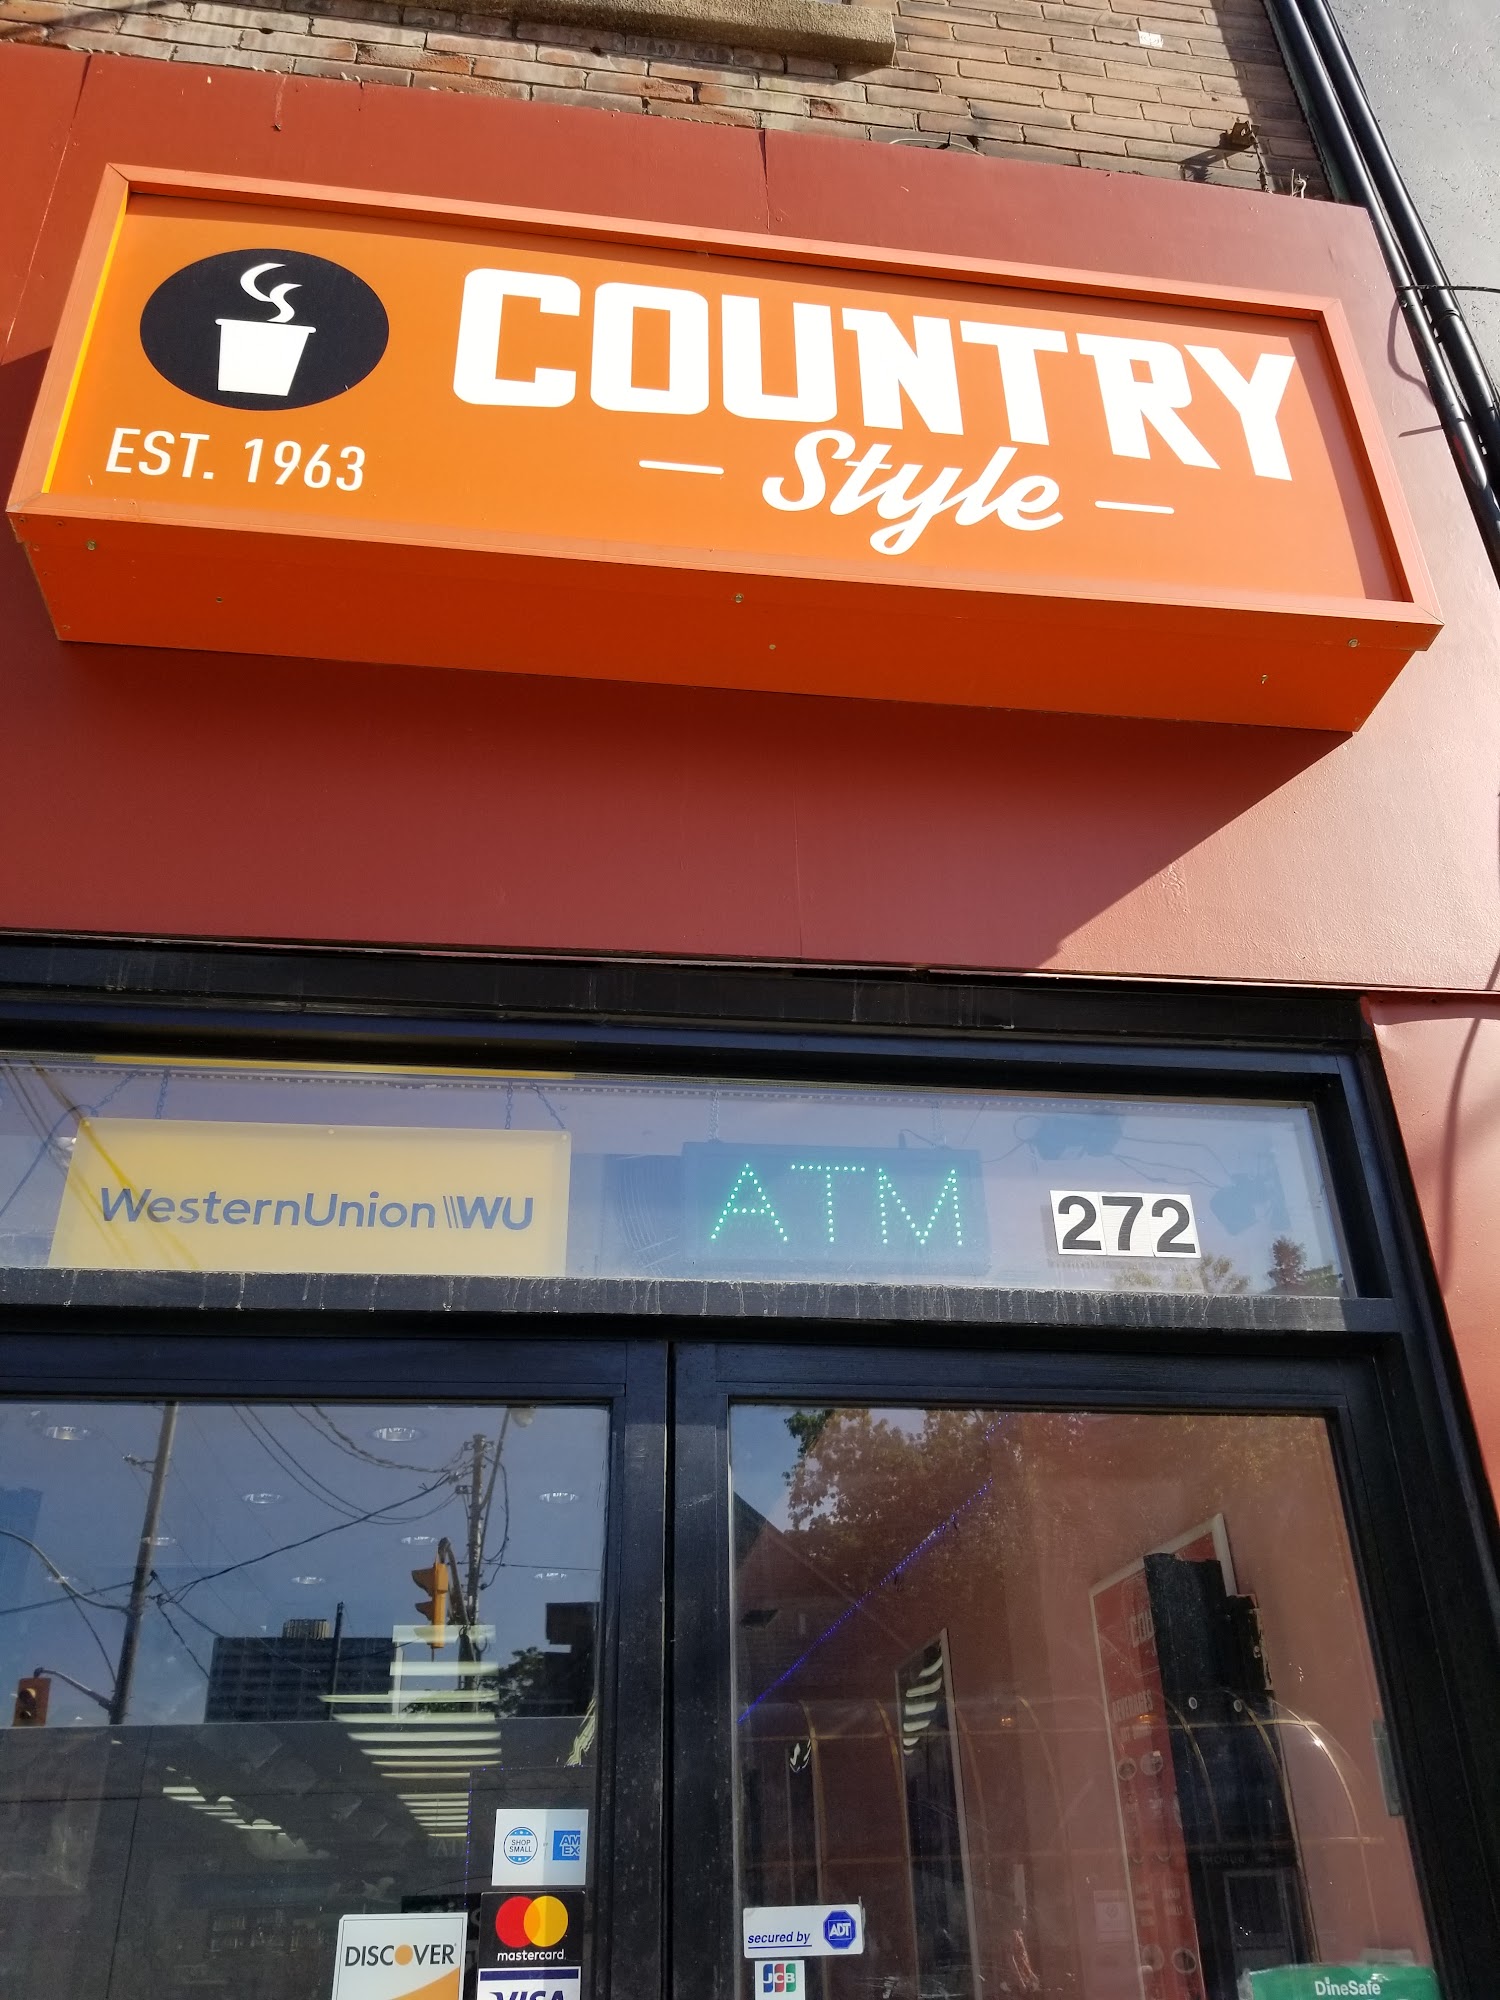 COUNTRY
Style
EST. 1963
WesternUnion WU
ATM
272
SHOP
SMALL
AM
EX
DISCOVER
mastercard
VISA
secured by ADT
JCB
DineSafe
BEVERAGES